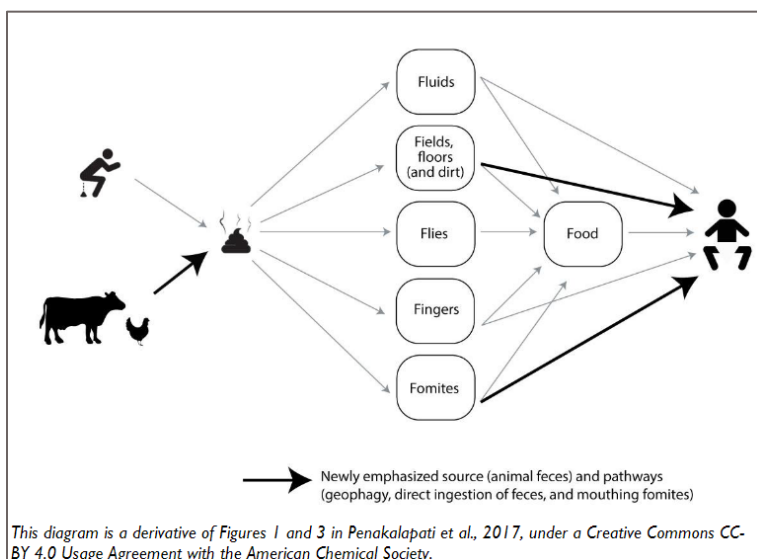 Fluids
Fields,
floors
(and dirt)
Flies
Food
Fingers
Fomites
Newly emphasized source (animal feces) and pathways
(geophagy, direct ingestion of feces, and mouthing fomites)
This diagram is a derivative of Figures 1 and 3 in Penakalapati et al., 2017, under a Creative Commons CC-
BY 4.0 Usage Agreement with the American Chemical Society.